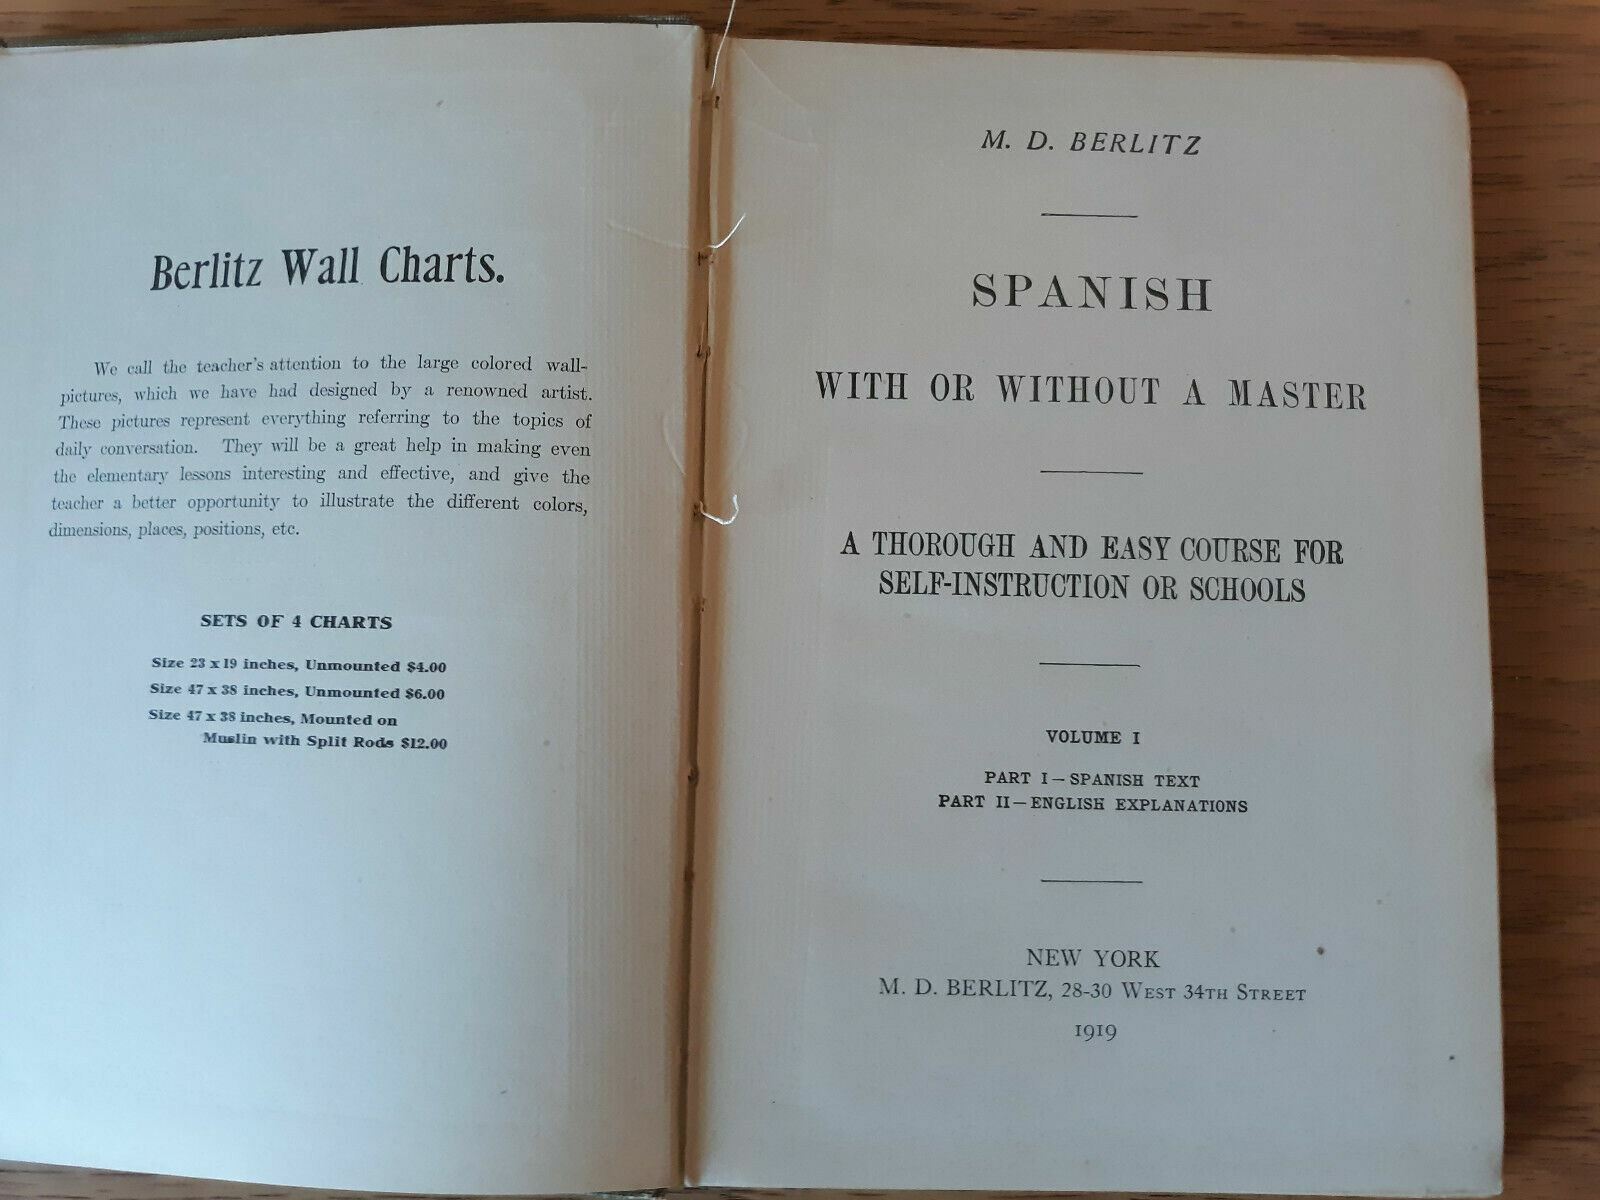 Berlitz Wall Charts.
We call the teacher's attention to the large colored wall-
pictures, which we have had designed by a renowned artist.
These pictures represent everything referring to the topics of
daily conversation. They will be a great help in making even
the elementary lessons interesting and effective, and give the
teacher a better opportunity to illustrate the different colors,
dimensions, places, positions, etc.
SETS OF 4 CHARTS
Size 23 x 19 inches, Unmounted $4.00
Size 47 x 38 inches, Unmounted $6.00
Size 47 x 38 inches, Mounted on
Muslin with Split Rods $12.00
M. D. BERLITZ
SPANISH
WITH OR WITHOUT A MASTER
A THOROUGH AND EASY COURSE FOR
SELF-INSTRUCTION OR SCHOOLS
VOLUME I
PART I—SPANISH TEXT
PART II—ENGLISH EXPLANATIONS
NEW YORK
M. D. BERLITZ, 28-30 WEST 34TH STREET
1919